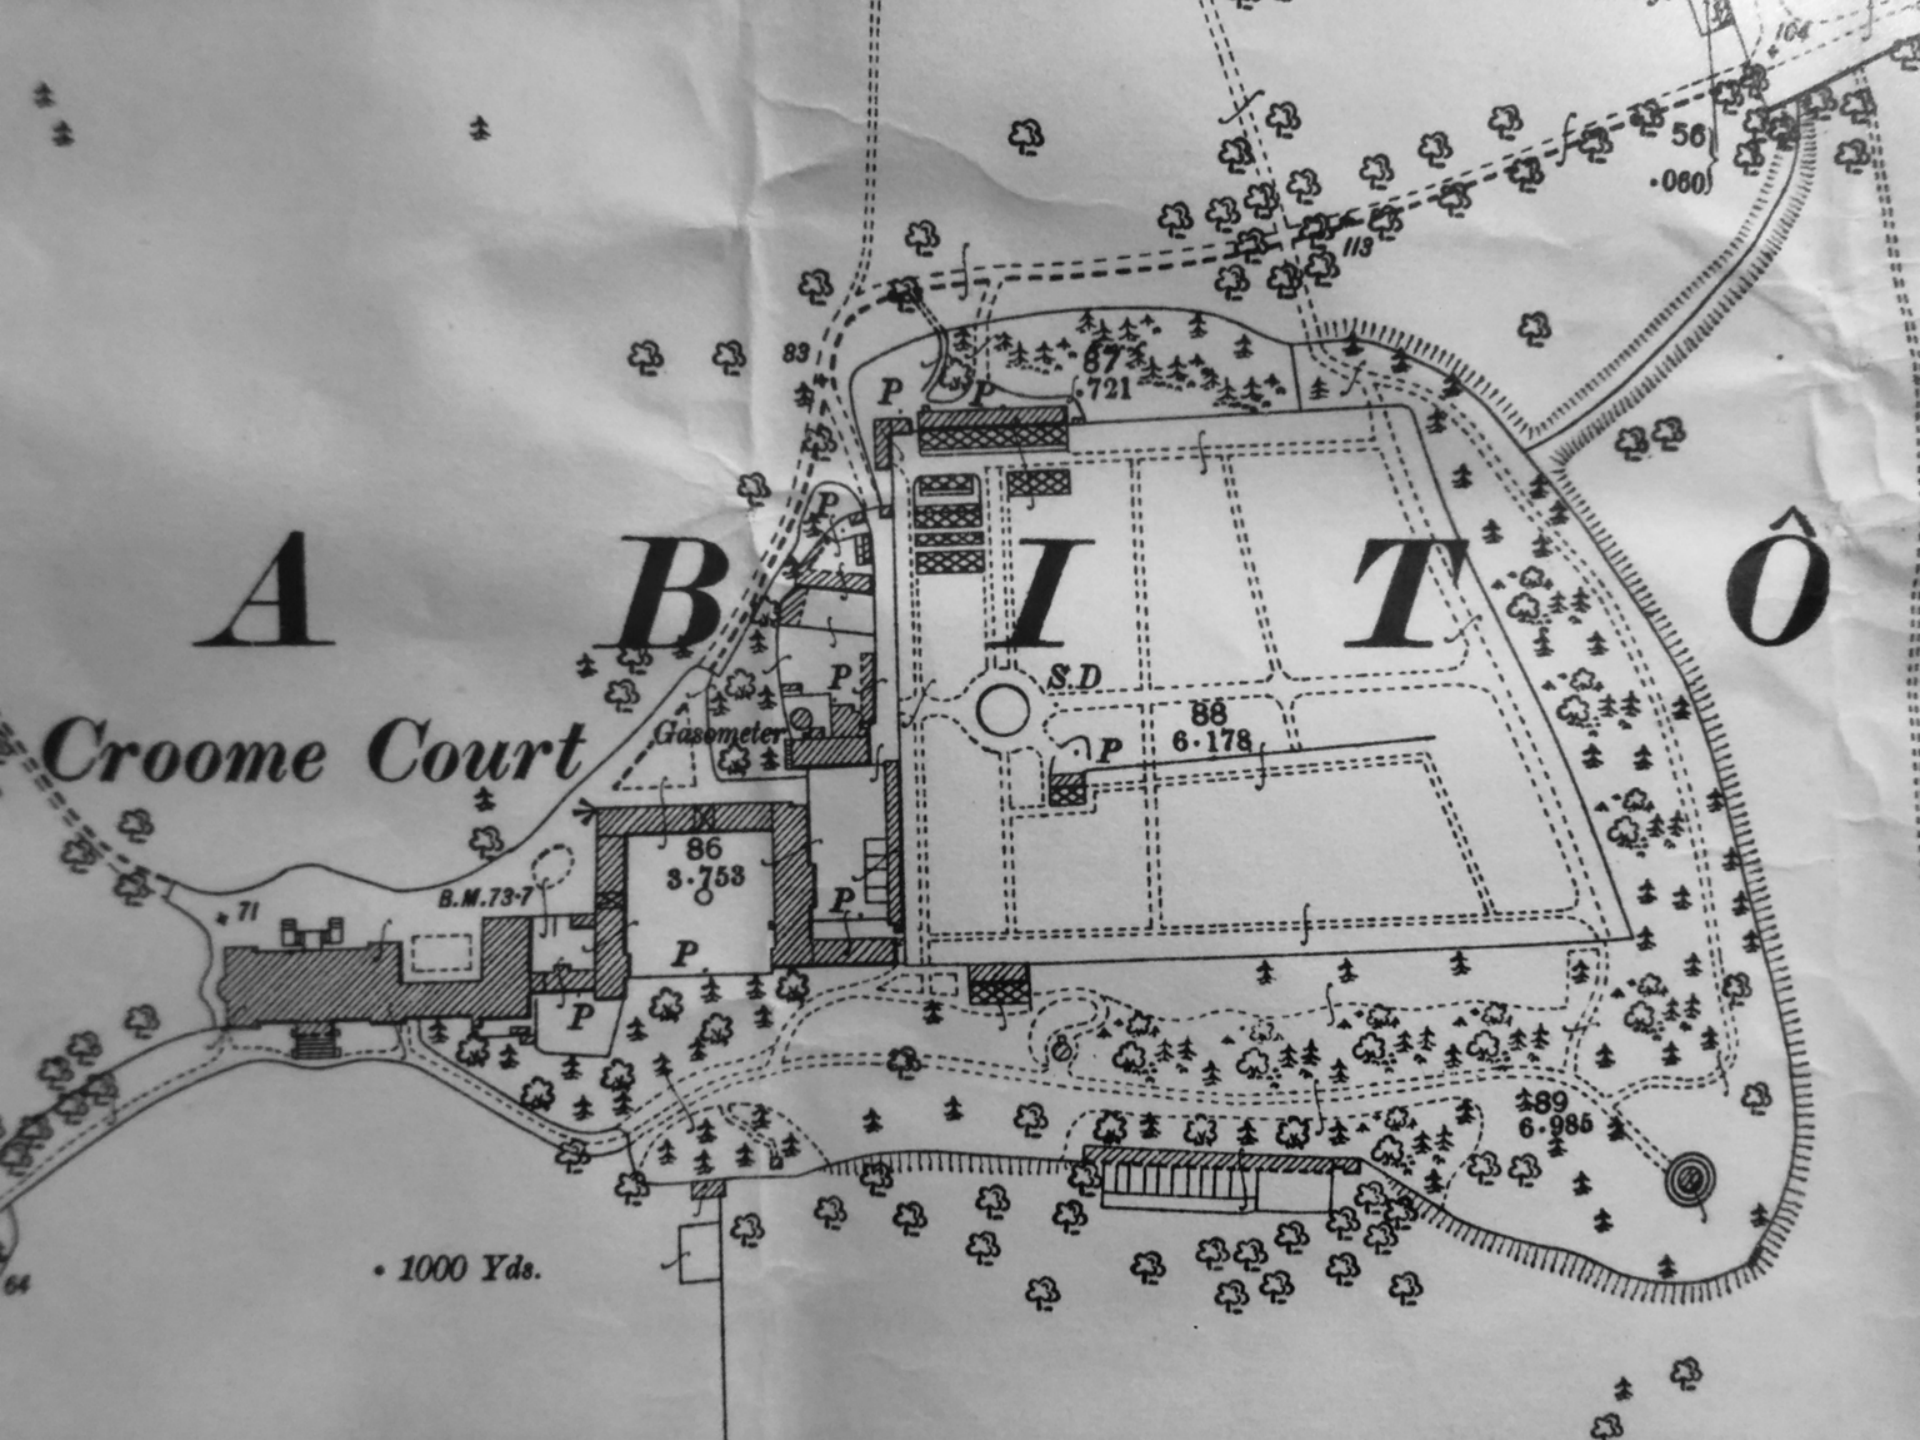 104
56
.060
113
83
87
.721
P
P
P
A B I T Ô
P
S.D
Croome Court
Gasometer
88
6.178
P
86
3.753
B.M. 73.7
71
P
P
P
89
6.985
1000 Yds.
64